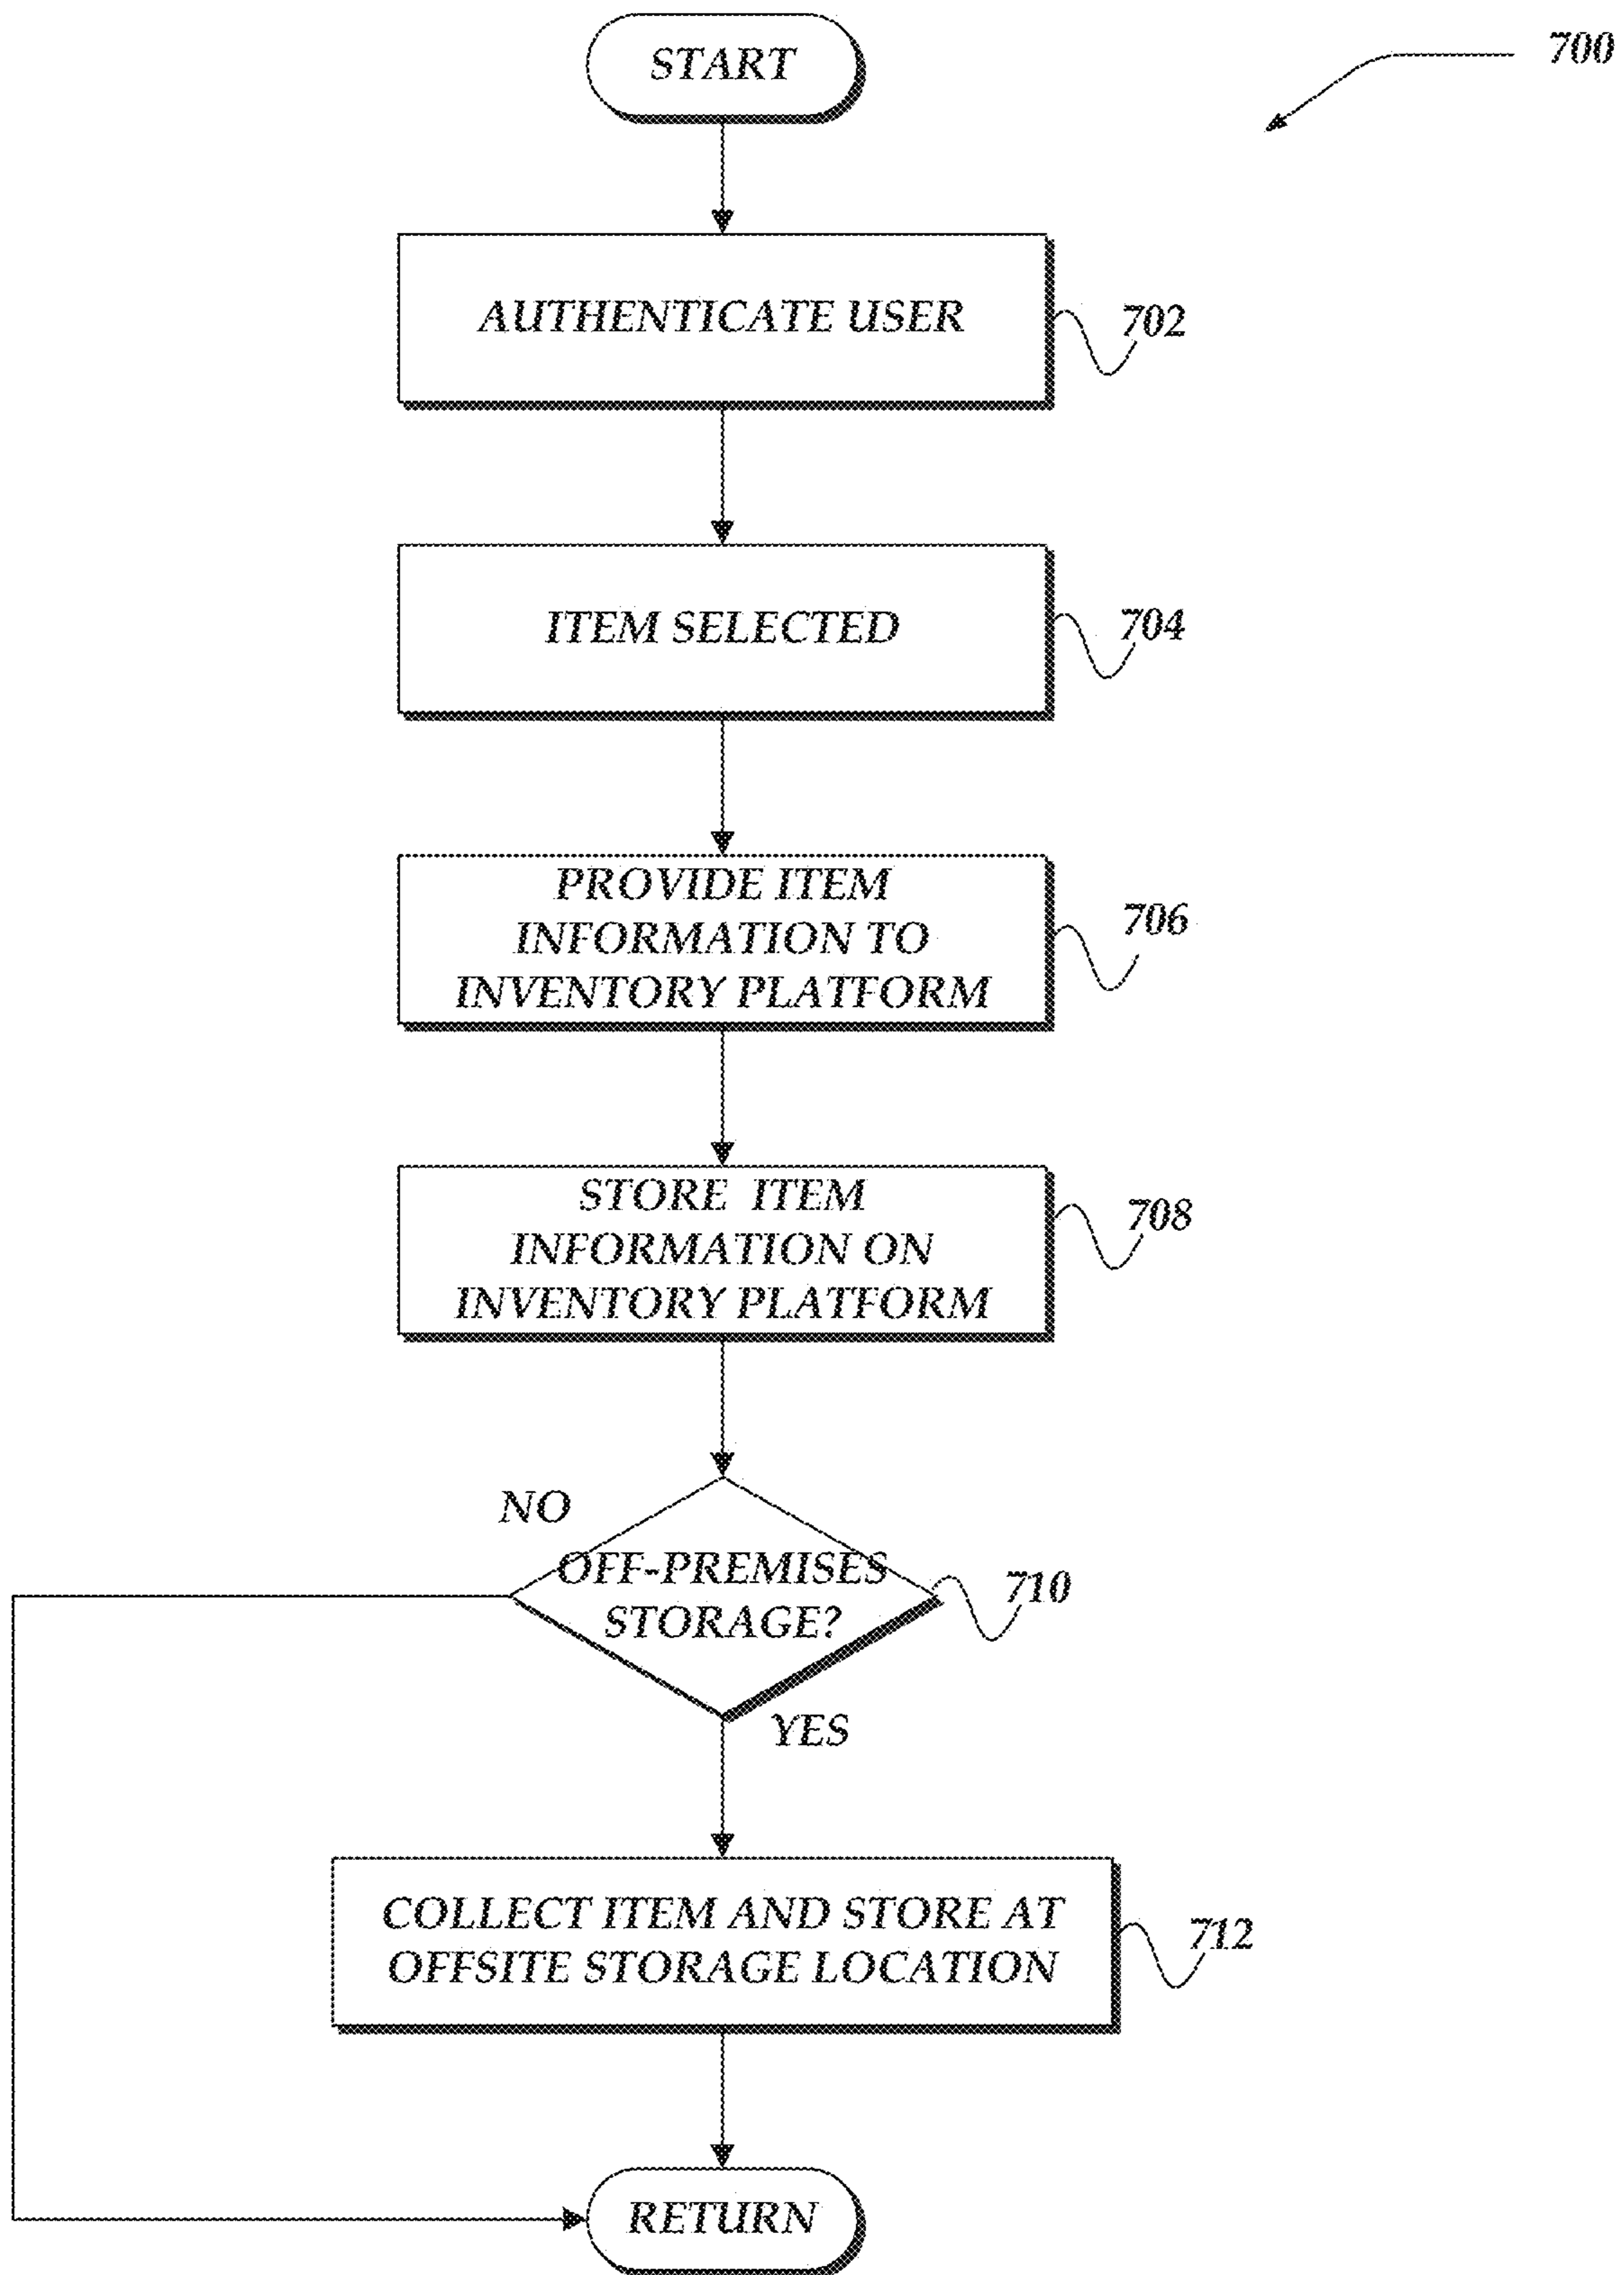 START
700
AUTHENTICATE USER
702
ITEM SELECTED
704
PROVIDE ITEM
INFORMATION TO
INVENTORY PLATFORM
706
STORE ITEM
INFORMATION ON
INVENTORY PLATFORM
708
NO
OFF-PREMISES
STORAGE?
710
YES
COLLECT ITEM AND STORE AT
OFFSITE STORAGE LOCATION
712
RETURN